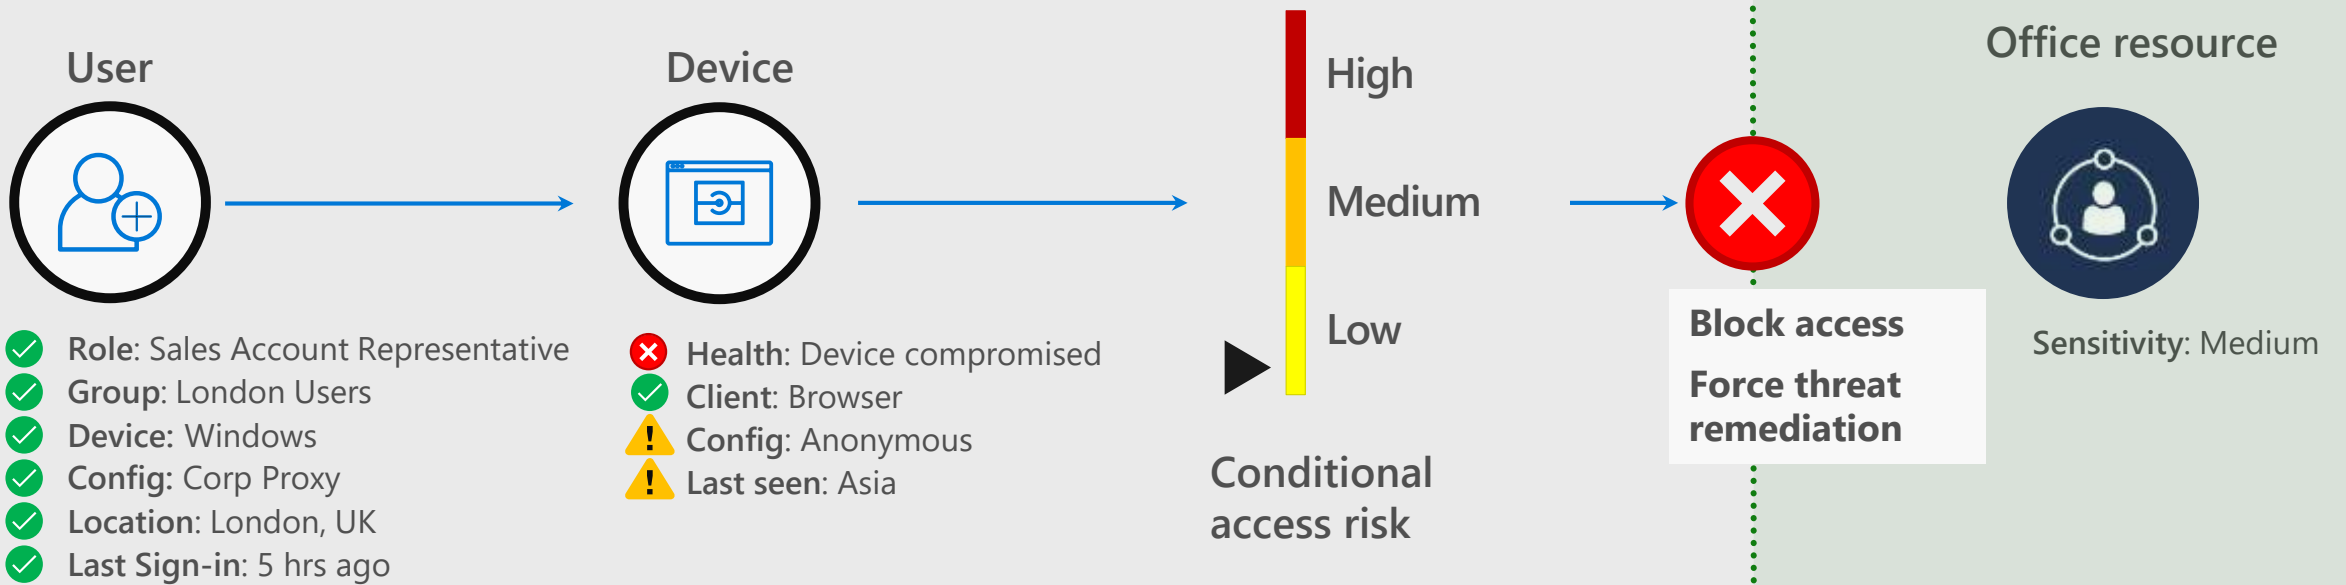 User
Role: Sales Account Representative
Group: London Users
Device: Windows
Config: Corp Proxy
Location: London, UK
Last Sign-in: 5 hrs ago
Device
Health: Device compromised
Client: Browser
Config: Anonymous
Last seen: Asia
High
Medium
Low
Conditional
access risk
Block access
Force threat
remediation
Office resource
Sensitivity: Medium